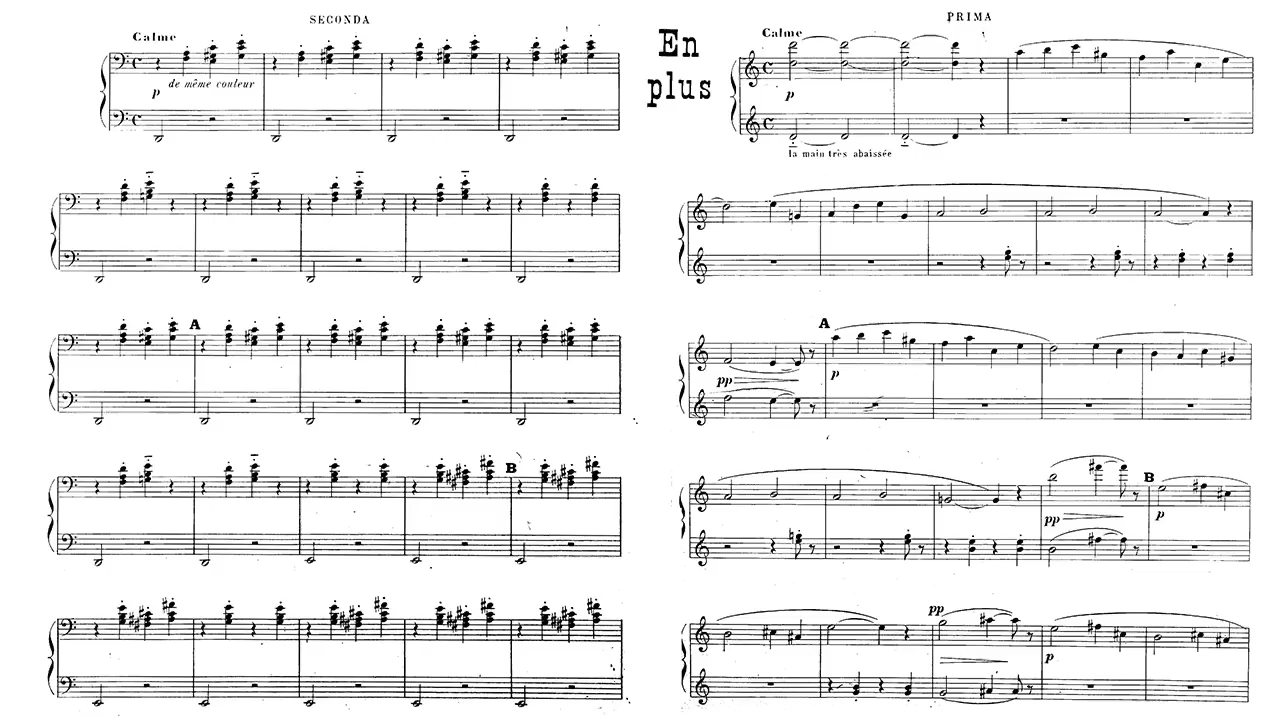 SECONDA
Calme
p
de même couleur
A
B
En
plus
PRIMA
Calme
p
la main très abaissée
A
pp
p
B
pp
p
pp
p